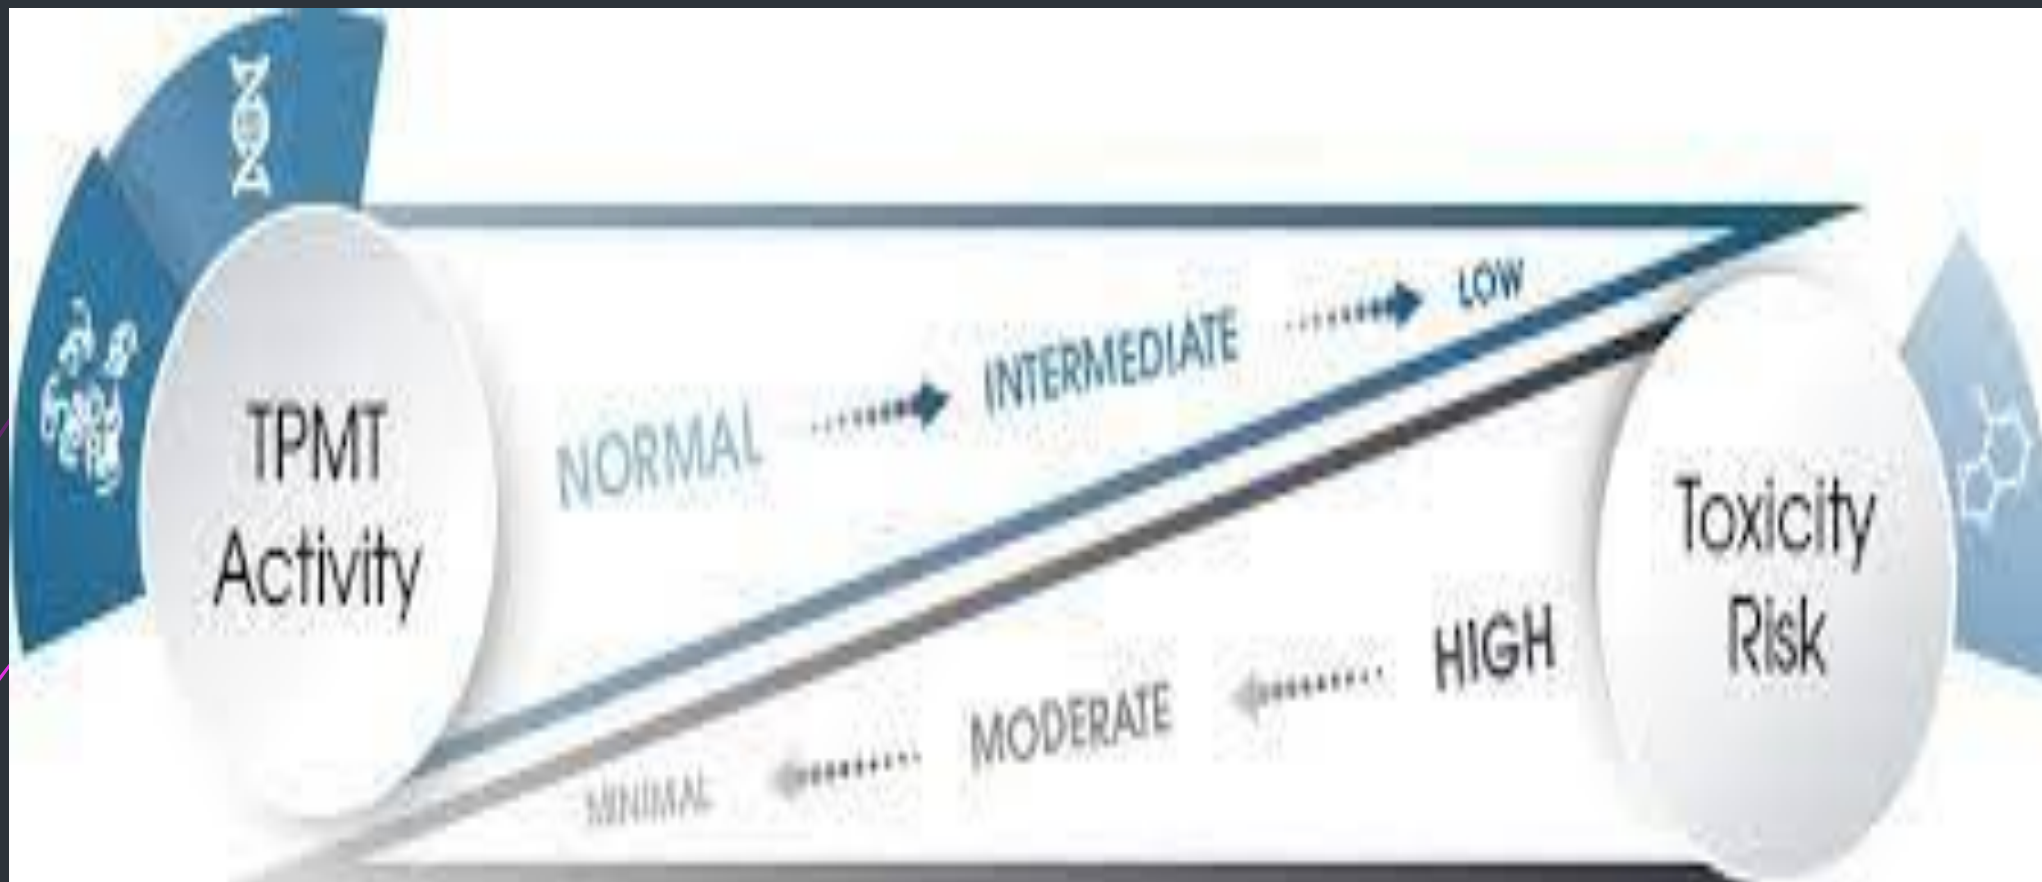 TPMT
Activity
NORMAL
INTERMEDIATE
LOW
MINIMAL
MODERATE
HIGH
Toxicity
Risk